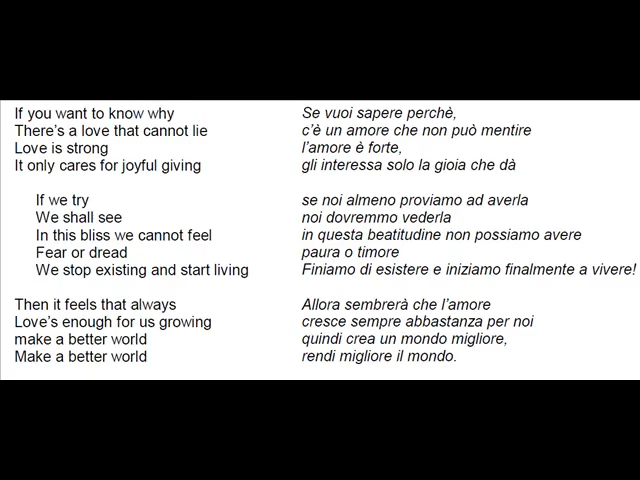 If you want to know why
There's a love that cannot lie
Love is strong
It only cares for joyful giving
If we try
We shall see
In this bliss we cannot feel
Fear or dread
We stop existing and start living
Then it feels that always
Love's enough for us growing
make a better world
Make a better world
Se vuoi sapere perchè,
c'è un amore che non può mentire
l'amore è forte,
gli interessa solo la gioia che dà
se noi almeno proviamo ad averla
noi dovremmo vederla
in questa beatitudine non possiamo avere
paura o timore
Finiamo di esistere e iniziamo finalmente a vivere!
Allora sembrerà che l'amore
cresce sempre abbastanza per noi
quindi crea un mondo migliore,
rendi migliore il mondo.